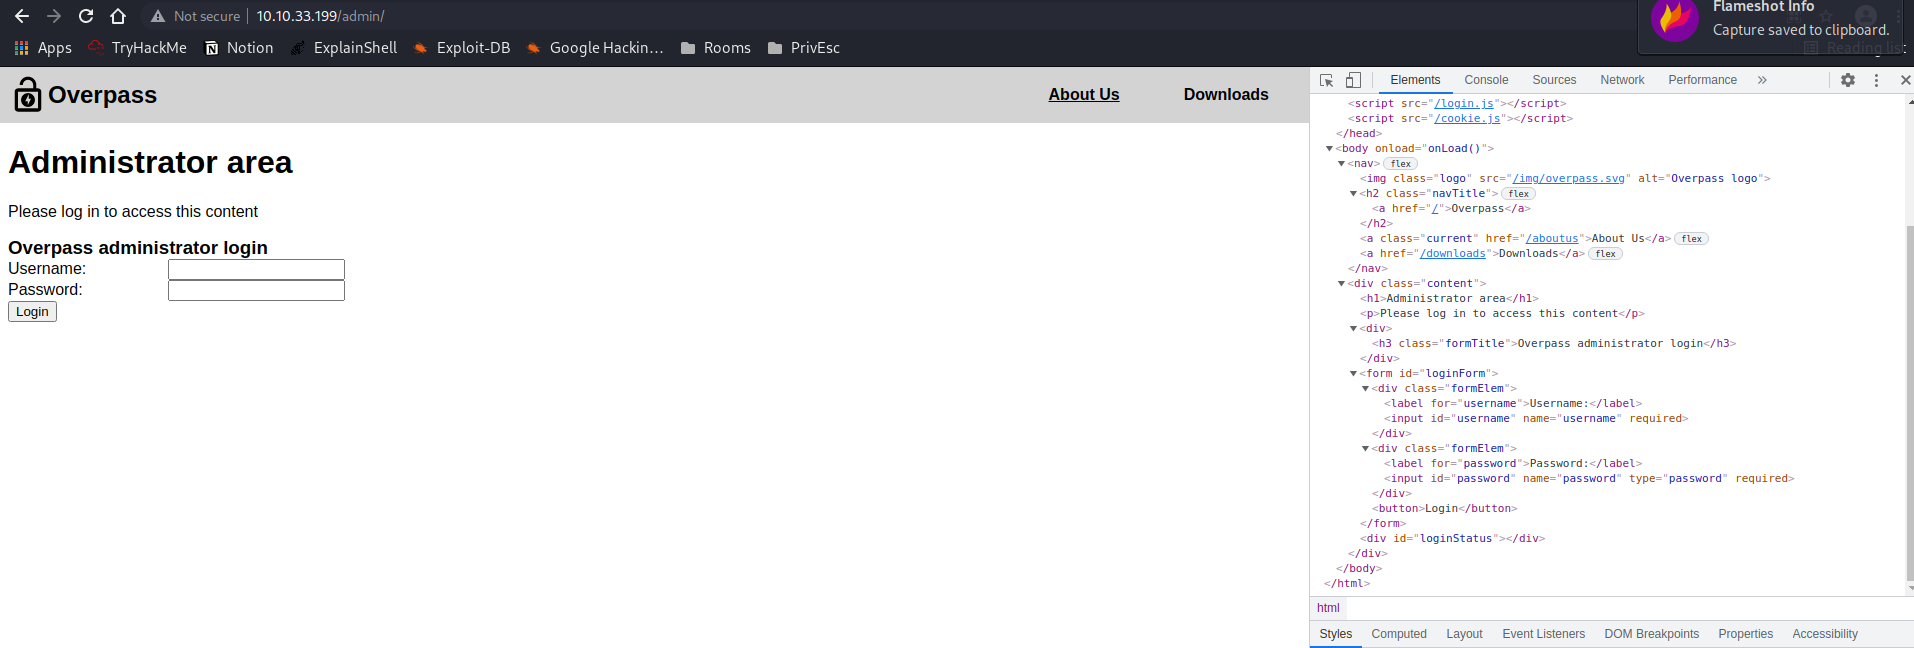 Not secure 10.10.33.199/admin/
Flameshot Info
Capture saved to clipboard.
Apps TryHackMe Notion ExplainShell Exploit-DB Google Hackin... Rooms PrivEsc Reading list
Overpass About Us Downloads
Administrator area
Please log in to access this content
Overpass administrator login
Username:
Password:
Login
Elements Console Sources Network Performance »
<script src="/login.js"></script>
<script src="/cookie.js"></script>
</head>
<body onload="onLoad()">
<nav> flex
<img class="logo" src="/img/overpass.svg" alt="Overpass logo">
<h2 class="navTitle"> flex
<a href="/">Overpass</a>
</h2>
<a class="current" href="/aboutus">About Us</a> flex
<a href="/downloads">Downloads</a> flex
</nav>
<div class="content">
<h1>Administrator area</h1>
<p>Please log in to access this content</p>
<div>
<h3 class="formTitle">Overpass administrator login</h3>
</div>
<form id="loginForm">
<div class="formElem">
<label for="username">Username:</label>
<input id="username" name="username" required>
</div>
<div class="formElem">
<label for="password">Password:</label>
<input id="password" name="password" type="password" required>
</div>
<button>Login</button>
</form>
<div id="loginStatus"></div>
</div>
</body>
</html>
html
Styles Computed Layout Event Listeners DOM Breakpoints Properties Accessibility